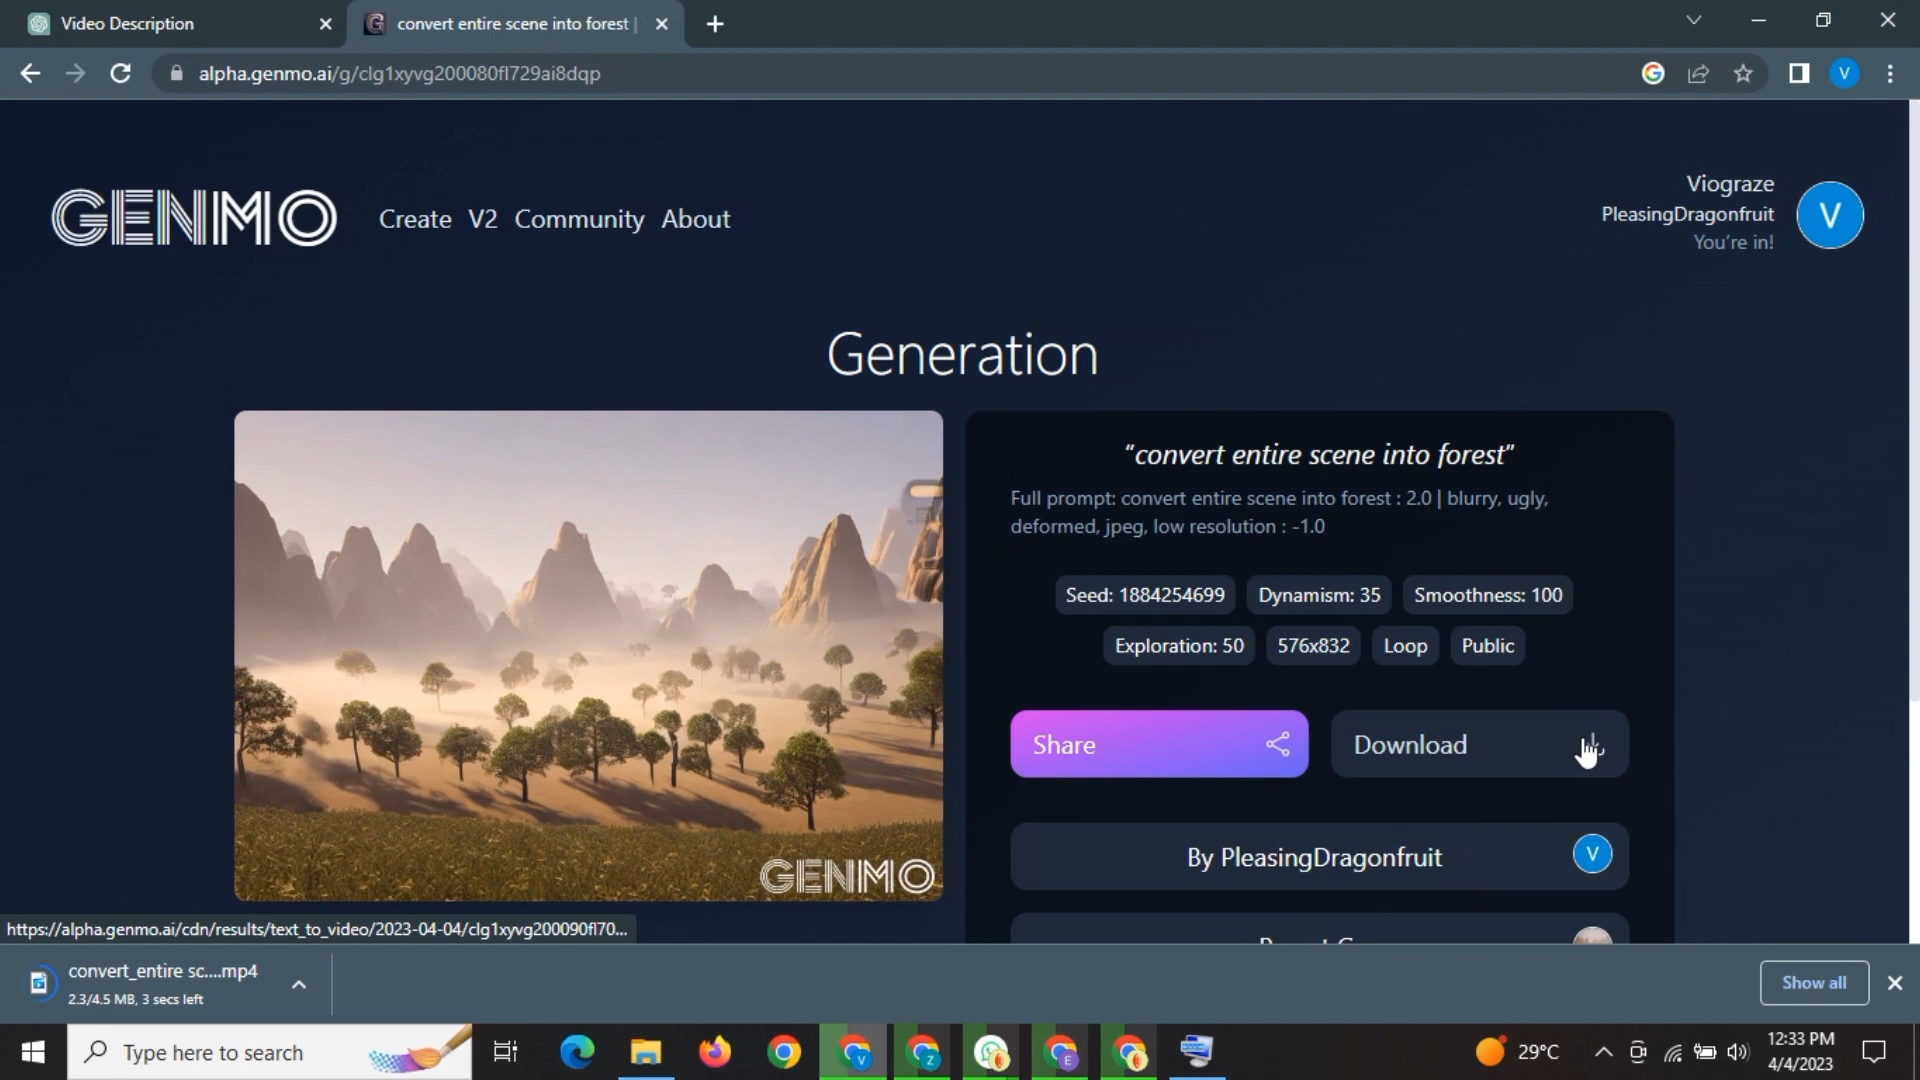 Video Description
convert entire scene into forest |
alpha.genmo.ai/g/clg1xyvg200080fl729ai8dqp
V
GENMO
Create V2 Community About
Viograze
PleasingDragonfruit
You're in!
V
Generation
"convert entire scene into forest"
Full prompt: convert entire scene into forest : 2.0 | blurry, ugly,
deformed, jpeg, low resolution : -1.0
Seed: 1884254699 Dynamism: 35 Smoothness: 100
Exploration: 50 576x832 Loop Public
Share Download
By PleasingDragonfruit V
GENMO
https://alpha.genmo.ai/cdn/results/text_to_video/2023-04-04/clg1xyvg200090fl70...
convert_entire sc....mp4
2.3/4.5 MB, 3 secs left
Show all
Type here to search
V Z E
29°C
12:33 PM
4/4/2023